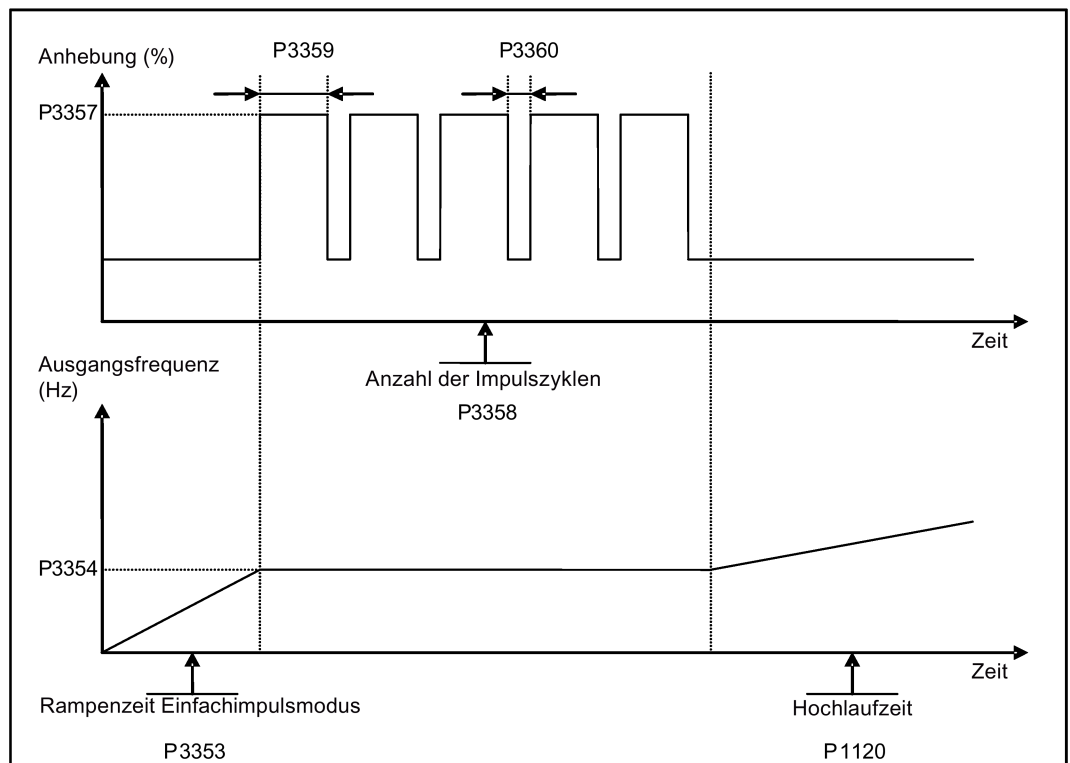 Anhebung (%)
P3359
P3360
P3357
Zeit
Ausgangsfrequenz
(Hz)
Anzahl der Impulszyklen
P3358
P3354
Zeit
Rampenzeit Einfachimpulsmodus
P3353
Hochlaufzeit
P1120